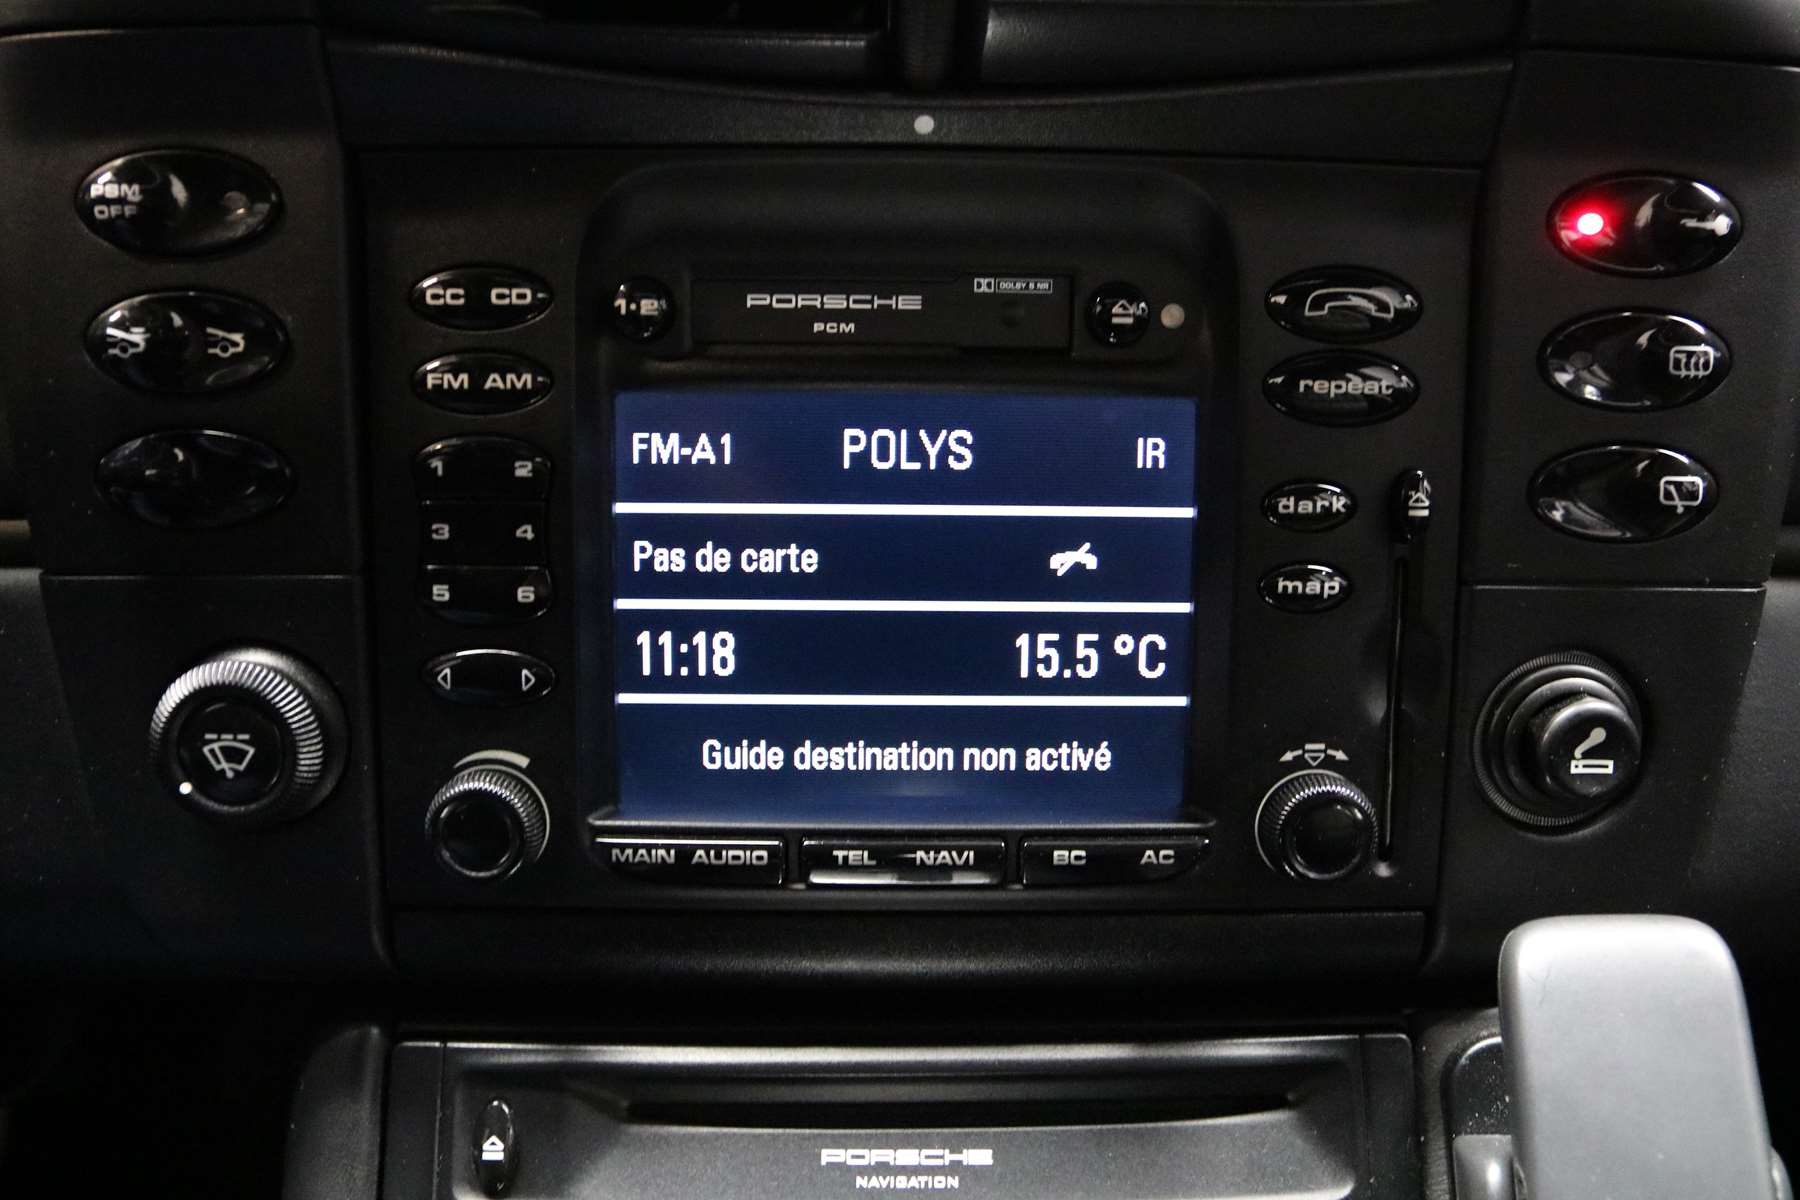 PSM
OFF
CC CD
FM AM
1 2
3 4
5 6
1·2
PORSCHE
PCM
DOLBY B NR
FM-A1 POLYS IR
Pas de carte
11:18 15.5 °C
Guide destination non activé
repeat
dark
map
MAIN AUDIO TEL NAVI BC AC
PORSCHE
NAVIGATION